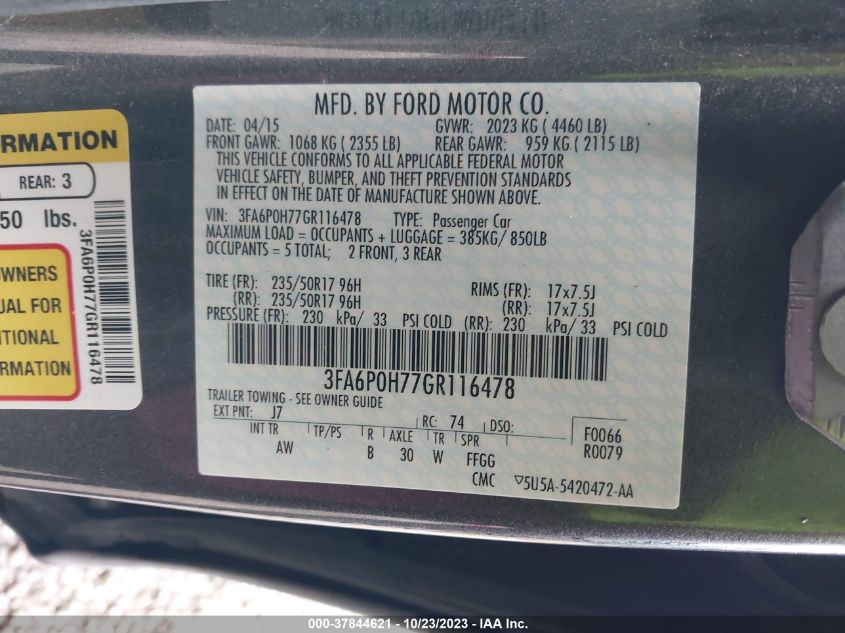 MFD. BY FORD MOTOR CO.
DATE: 04/15 GVWR: 2023 KG ( 4460 LB)
FRONT GAWR: 1068 KG ( 2355 LB) REAR GAWR: 959 KG ( 2115 LB)
THIS VEHICLE CONFORMS TO ALL APPLICABLE FEDERAL MOTOR
VEHICLE SAFETY, BUMPER, AND THEFT PREVENTION STANDARDS
IN EFFECT ON THE DATE OF MANUFACTURE SHOWN ABOVE.
VIN: 3FA6P0H77GR116478 TYPE: Passenger Car
MAXIMUM LOAD = OCCUPANTS + LUGGAGE = 385KG/ 850LB
OCCUPANTS = 5 TOTAL; 2 FRONT, 3 REAR
TIRE (FR): 235/50R17 96H RIMS (FR): 17x7.5J
(RR): 235/50R17 96H (RR): 17x7.5J
PRESSURE (FR): 230 kPa/ 33 PSI COLD (RR): 230 kPa/ 33 PSI COLD
3FA6P0H77GR116478
TRAILER TOWING - SEE OWNER GUIDE
EXT PNT: J7 RC: 74 DSO:
INT TR TP/PS R AXLE TR SPR F0066
AW B 30 W FFGG R0079
CMC ▽5U5A-5420472-AA
ORMATION
REAR: 3
50 lbs.
3FA6P0H77GR116478
OWNERS
UAL FOR
ITIONAL
ORMATION
000-37844621 - 10/23/2023 - IAAI Inc.